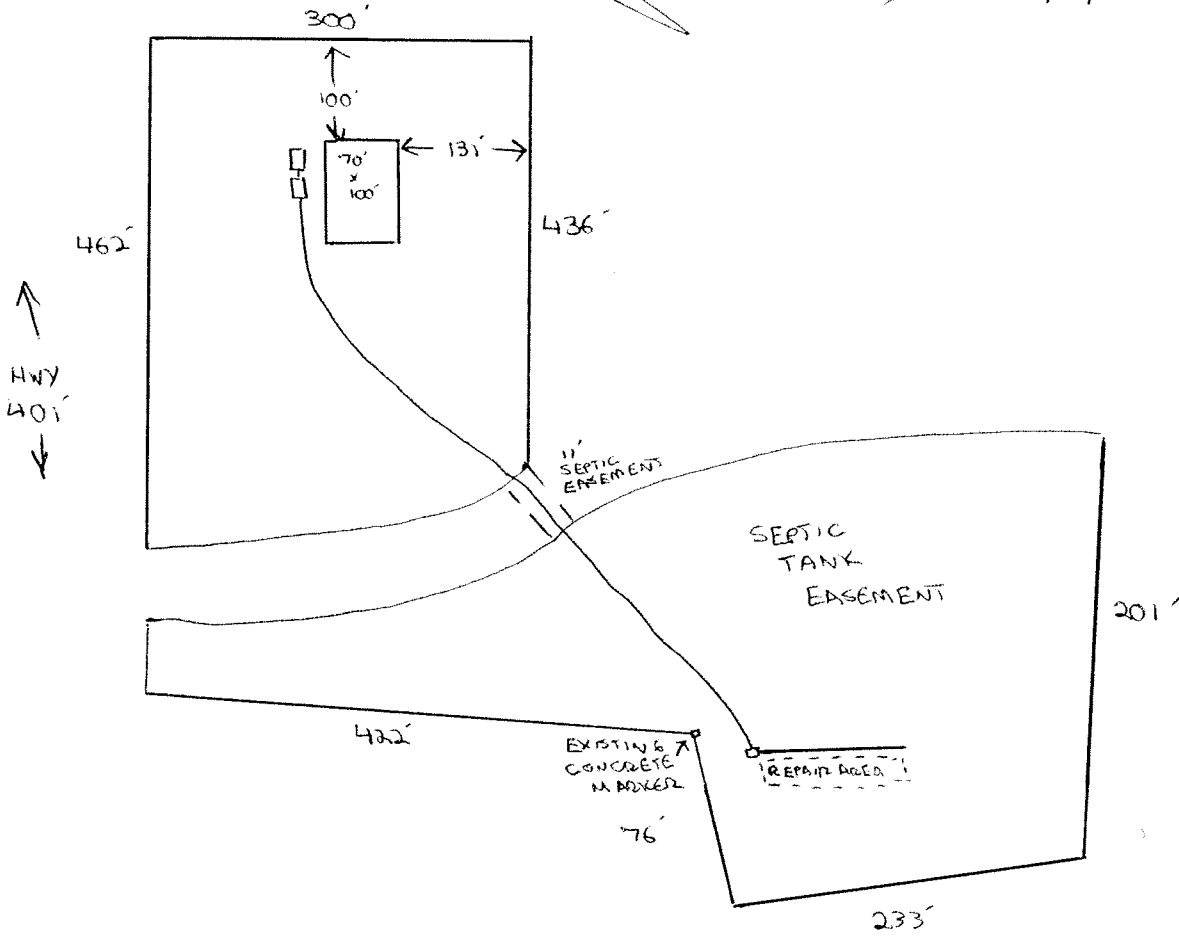 300'
100'
70'
x
100'
131'
462'
436'
HWY
401'
11'
SEPTIC
EASEMENT
SEPTIC
TANK
EASEMENT
201'
422'
EXISTING
CONCRETE
MARKER
REPAIR AREA
76'
233'